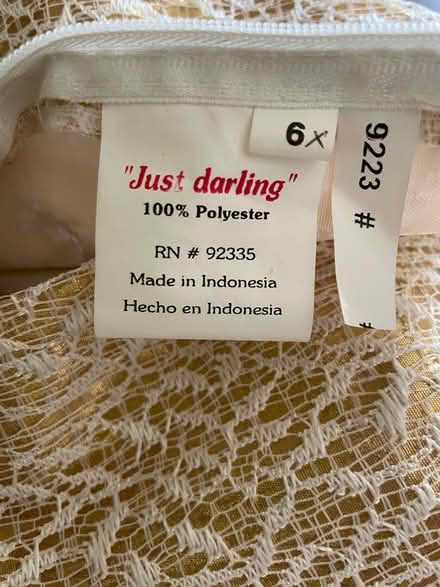 6X
"Just darling"
100% Polyester
RN # 92335
Made in Indonesia
Hecho en Indonesia
9223 #
#